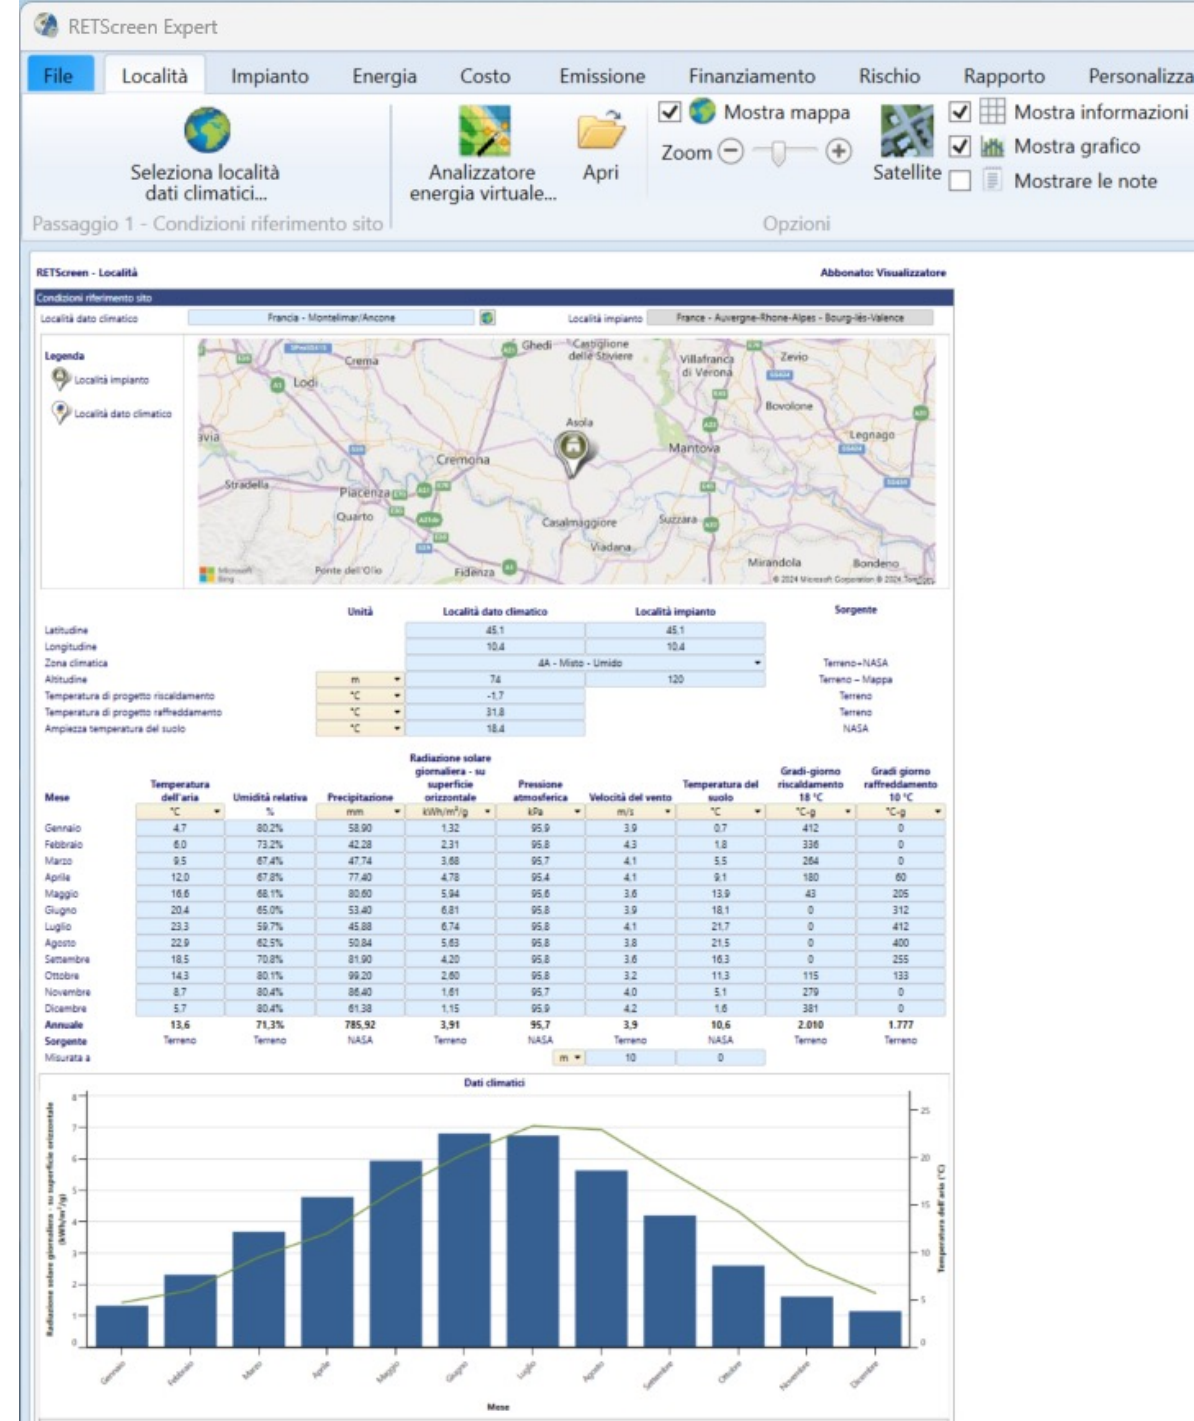 RETScreen Expert
File Località Impianto Energia Costo Emissione Finanziamento Rischio Rapporto Personalizza
Seleziona località
dati climatici...
Analizzatore
energia virtuale...
Apri
Mostra mappa
Zoom
Satellite
Mostra informazioni
Mostra grafico
Mostrare le note
Passaggio 1 - Condizioni riferimento sito
Opzioni
RETScreen - Località Abbonato: Visualizzatore
Condizioni riferimento sito
Località dato climatico Francia - Montelimar/Ancone Località impianto France - Auvergne-Rhone-Alpes - Bourg-lès-Valence
Legenda
Località impianto
Località dato climatico
Ghedi
Castiglione
delle Stiviere
Villafranca
di Verona
Zevio
Crema
Lodi
Bovolone
Asola
Legnago
avia
Cremona
Mantova
Stradella
Piacenza
Quarto
Casalmaggiore
Suzzara
Viadana
Mirandola
Bondeno
Ponte dell'Olio
Fidenza
Microsoft
Bing
© 2024 Microsoft Corporation © 2024 TomTom
Unità Località dato climatico Località impianto Sorgente
Latitudine 45,1 45,1
Longitudine 10,4 10,4
Zona climatica 4A - Misto - Umido Terreno+NASA
Altitudine m 74 120 Terreno – Mappa
Temperatura di progetto riscaldamento °C -1,7 Terreno
Temperatura di progetto raffreddamento °C 31,8 Terreno
Ampiezza temperatura del suolo °C 18,4 NASA
Mese Temperatura dell'aria Umidità relativa Precipitazione Radiazione solare giornaliera - su superficie orizzontale Pressione atmosferica Velocità del vento Temperatura del suolo Gradi-giorno riscaldamento 18 °C Gradi giorno raffreddamento 10 °C
°C % mm kWh/m²/g kPa m/s °C °C-g °C-g
Gennaio 4,7 80,2% 58,90 1,32 95,9 3,9 0,7 412 0
Febbraio 6,0 73,2% 42,28 2,31 95,8 4,3 1,8 336 0
Marzo 9,5 67,4% 47,74 3,68 95,7 4,1 5,5 264 0
Aprile 12,0 67,8% 77,40 4,78 95,4 4,1 9,1 180 60
Maggio 16,6 68,1% 80,60 5,94 95,6 3,6 13,9 43 205
Giugno 20,4 65,0% 53,40 6,81 95,8 3,9 18,1 0 312
Luglio 23,3 59,7% 45,88 6,74 95,8 4,1 21,7 0 412
Agosto 22,9 62,5% 50,84 5,63 95,8 3,8 21,5 0 400
Settembre 18,5 70,8% 81,90 4,20 95,8 3,6 16,3 0 255
Ottobre 14,3 80,1% 99,20 2,60 95,8 3,2 11,3 115 133
Novembre 8,7 80,4% 86,40 1,61 95,7 4,0 5,1 279 0
Dicembre 5,7 80,4% 61,38 1,15 95,9 4,2 1,6 381 0
Annuale 13,6 71,3% 785,92 3,91 95,7 3,9 10,6 2.010 1.777
Sorgente Terreno Terreno NASA Terreno NASA Terreno NASA Terreno Terreno
Misurata a m 10 0
Dati climatici
Radiazione solare giornaliera - su superficie orizzontale
(kWh/m²/g)
8
7
6
5
4
3
2
1
0
25
20
15
10
5
0
Temperatura dell'aria (°C)
Gennaio Febbraio Marzo Aprile Maggio Giugno Luglio Agosto Settembre Ottobre Novembre Dicembre
Mese